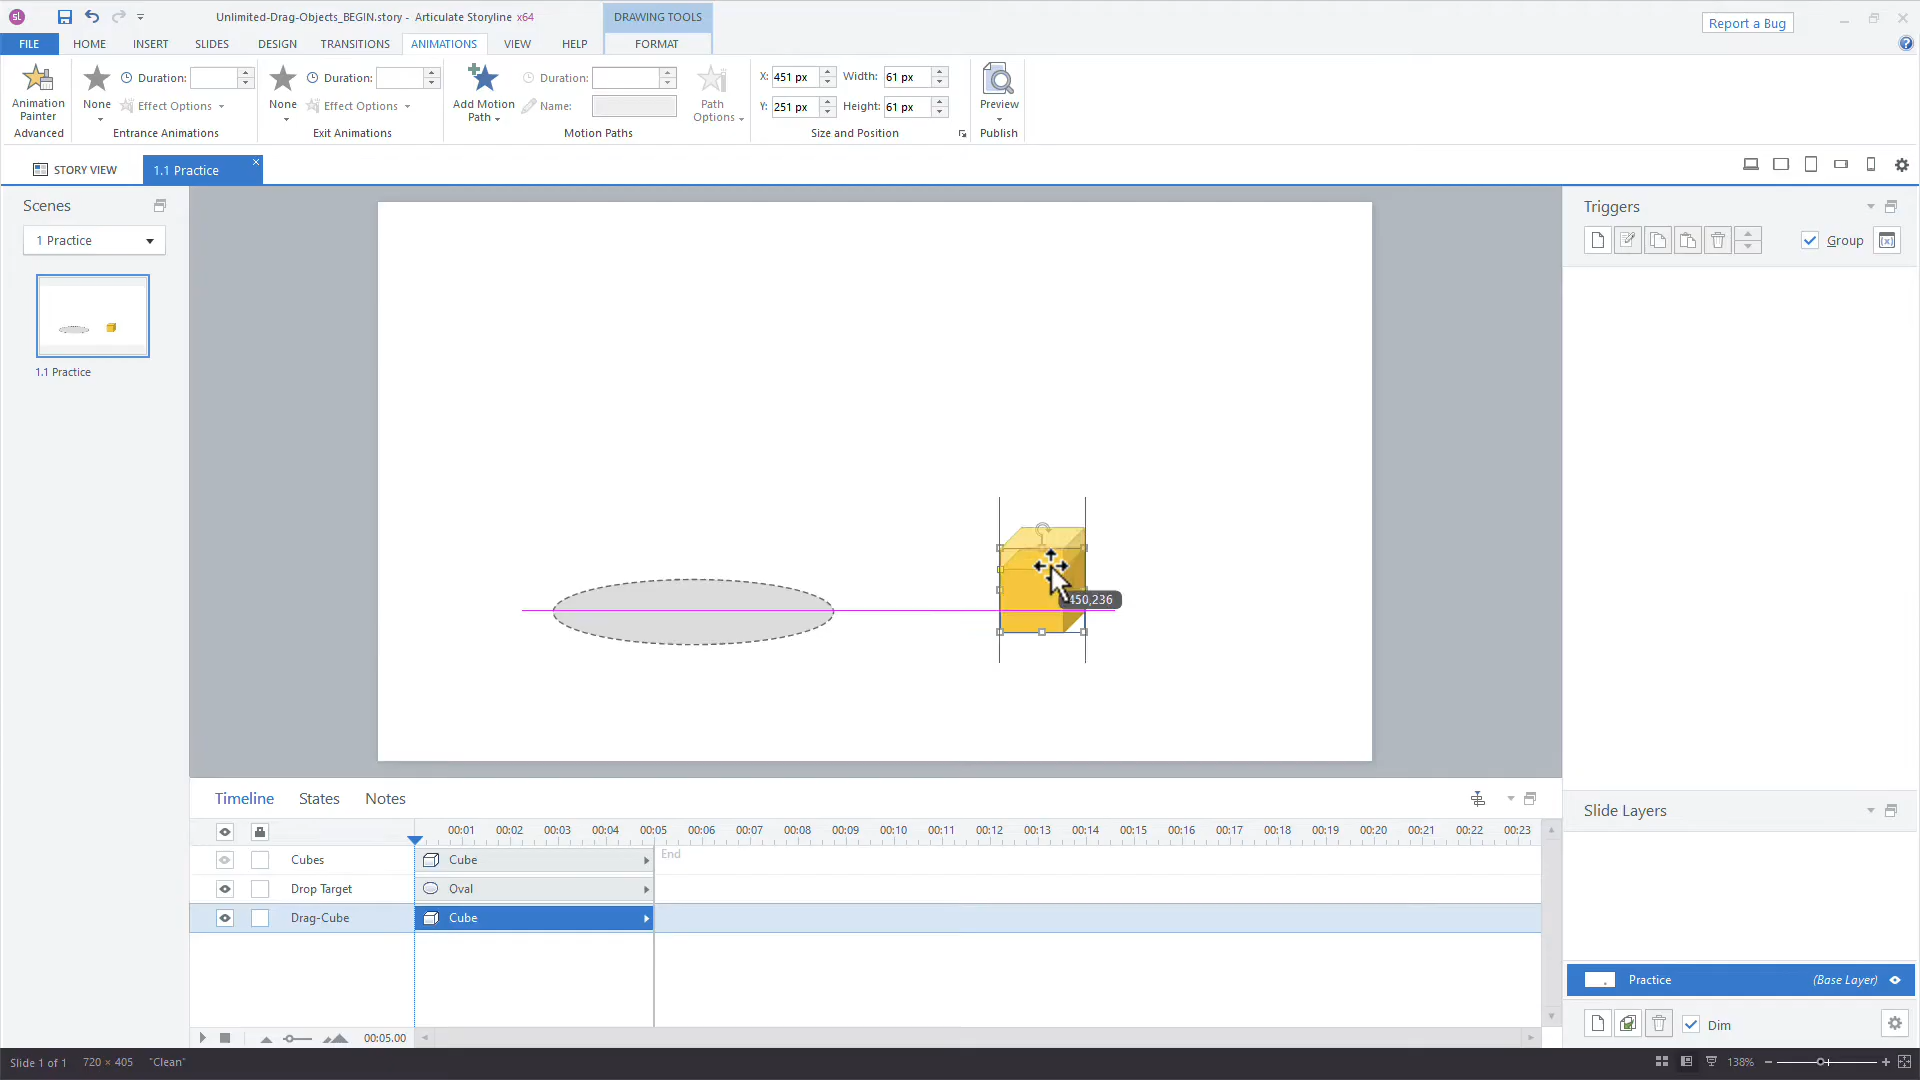 Unlimited-Drag-Objects_BEGIN.story - Articulate Storyline x64
DRAWING TOOLS
Report a Bug
FILE HOME INSERT SLIDES DESIGN TRANSITIONS ANIMATIONS VIEW HELP FORMAT
Animation Painter
Advanced
None
Duration:
Effect Options
Entrance Animations
None
Duration:
Effect Options
Exit Animations
Add Motion Path
Duration:
Name:
Path Options
Motion Paths
X: 451 px Width: 61 px
Y: 251 px Height: 61 px
Size and Position
Preview
Publish
STORY VIEW 1.1 Practice
Scenes
1 Practice
1.1 Practice
450,236
Triggers
Group
Timeline States Notes
00:01 00:02 00:03 00:04 00:05 00:06 00:07 00:08 00:09 00:10 00:11 00:12 00:13 00:14 00:15 00:16 00:17 00:18 00:19 00:20 00:21 00:22 00:23
Cubes Cube End
Drop Target Oval
Drag-Cube Cube
00:05.00
Slide Layers
Practice (Base Layer)
Dim
Slide 1 of 1 720 × 405 "Clean" 138%